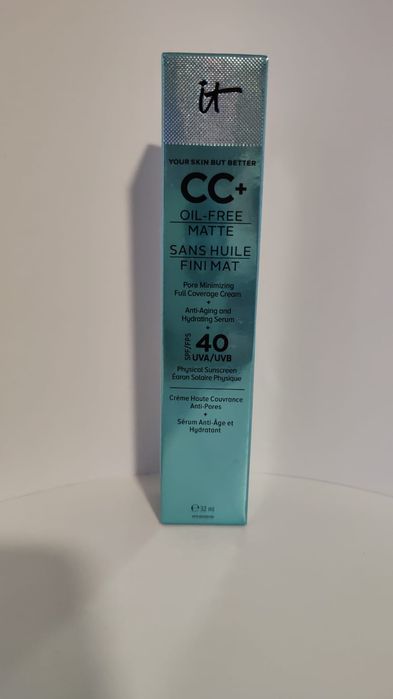 it
YOUR SKIN BUT BETTER
CC+
OIL-FREE
MATTE
SANS HUILE
FINI MAT
Pore Minimizing
Full Coverage Cream
+
Anti-Aging and
Hydrating Serum
+
SPF/FPS 40
UVA/UVB
Physical Sunscreen
Écran Solaire Physique
Crème Haute Couvrance
Anti-Pores
+
Sérum Anti-Âge et
Hydratant
℮ 32 ml